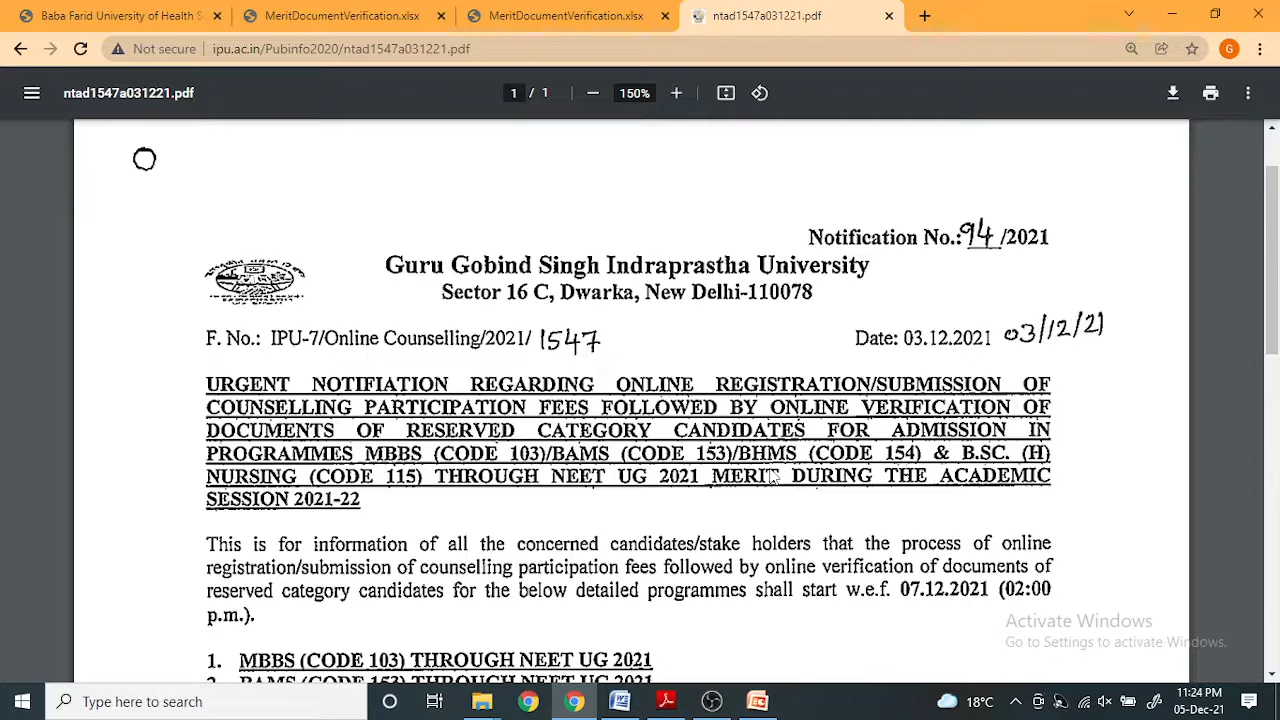 Baba Farid University of Health S
MeritDocumentVerification.xlsx
MeritDocumentVerification.xlsx
ntad1547a031221.pdf
Not secure
ipu.ac.in/Pubinfo2020/ntad1547a031221.pdf
G
ntad1547a031221.pdf
1 / 1
150%
Notification No.:94/2021
Guru Gobind Singh Indraprastha University
Sector 16 C, Dwarka, New Delhi-110078
F. No.: IPU-7/Online Counselling/2021/ 1547
Date: 03.12.2021 03/12/21
URGENT NOTIFIATION REGARDING ONLINE REGISTRATION/SUBMISSION OF
COUNSELLING PARTICIPATION FEES FOLLOWED BY ONLINE VERIFICATION OF
DOCUMENTS OF RESERVED CATEGORY CANDIDATES FOR ADMISSION IN
PROGRAMMES MBBS (CODE 103)/BAMS (CODE 153)/BHMS (CODE 154) & B.SC. (H)
NURSING (CODE 115) THROUGH NEET UG 2021 MERIT DURING THE ACADEMIC
SESSION 2021-22
This is for information of all the concerned candidates/stake holders that the process of online
registration/submission of counselling participation fees followed by online verification of documents of
reserved category candidates for the below detailed programmes shall start w.e.f. 07.12.2021 (02:00
p.m.).
1. MBBS (CODE 103) THROUGH NEET UG 2021
2. BAMS (CODE 153) THROUGH NEET UG 2021
Activate Windows
Go to Settings to activate Windows.
Type here to search
18°C
11:24 PM
05-Dec-21